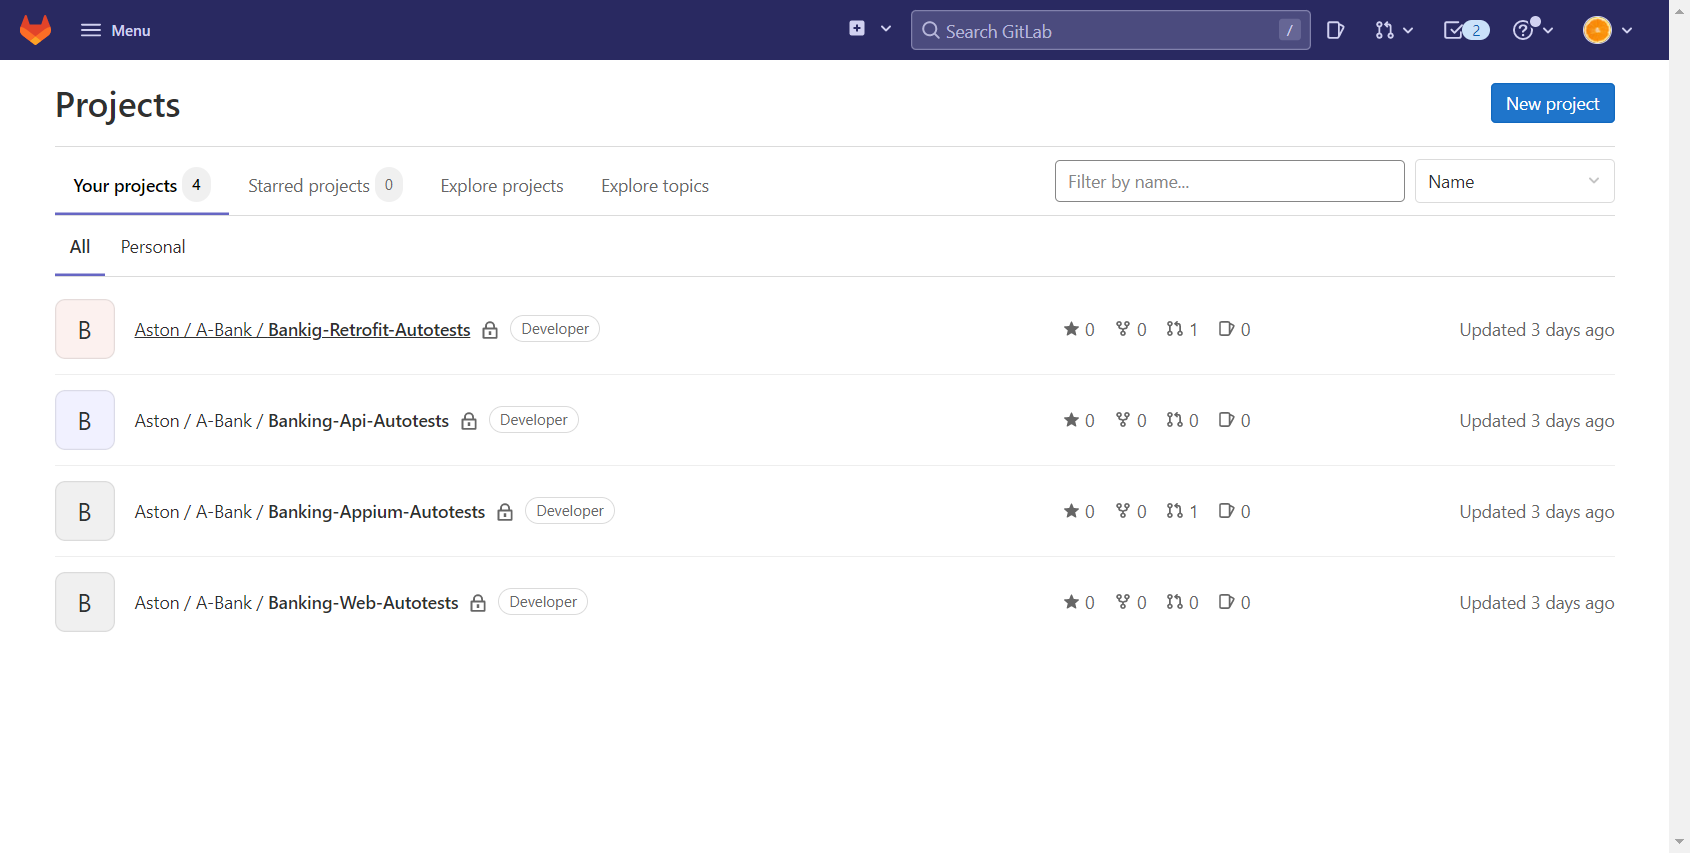 Menu
Search GitLab /
2
Projects
New project
Your projects 4 Starred projects 0 Explore projects Explore topics
Filter by name... Name
All Personal
B Aston / A-Bank / Bankig-Retrofit-Autotests Developer 0 0 1 0 Updated 3 days ago
B Aston / A-Bank / Banking-Api-Autotests Developer 0 0 0 0 Updated 3 days ago
B Aston / A-Bank / Banking-Appium-Autotests Developer 0 0 1 0 Updated 3 days ago
B Aston / A-Bank / Banking-Web-Autotests Developer 0 0 0 0 Updated 3 days ago